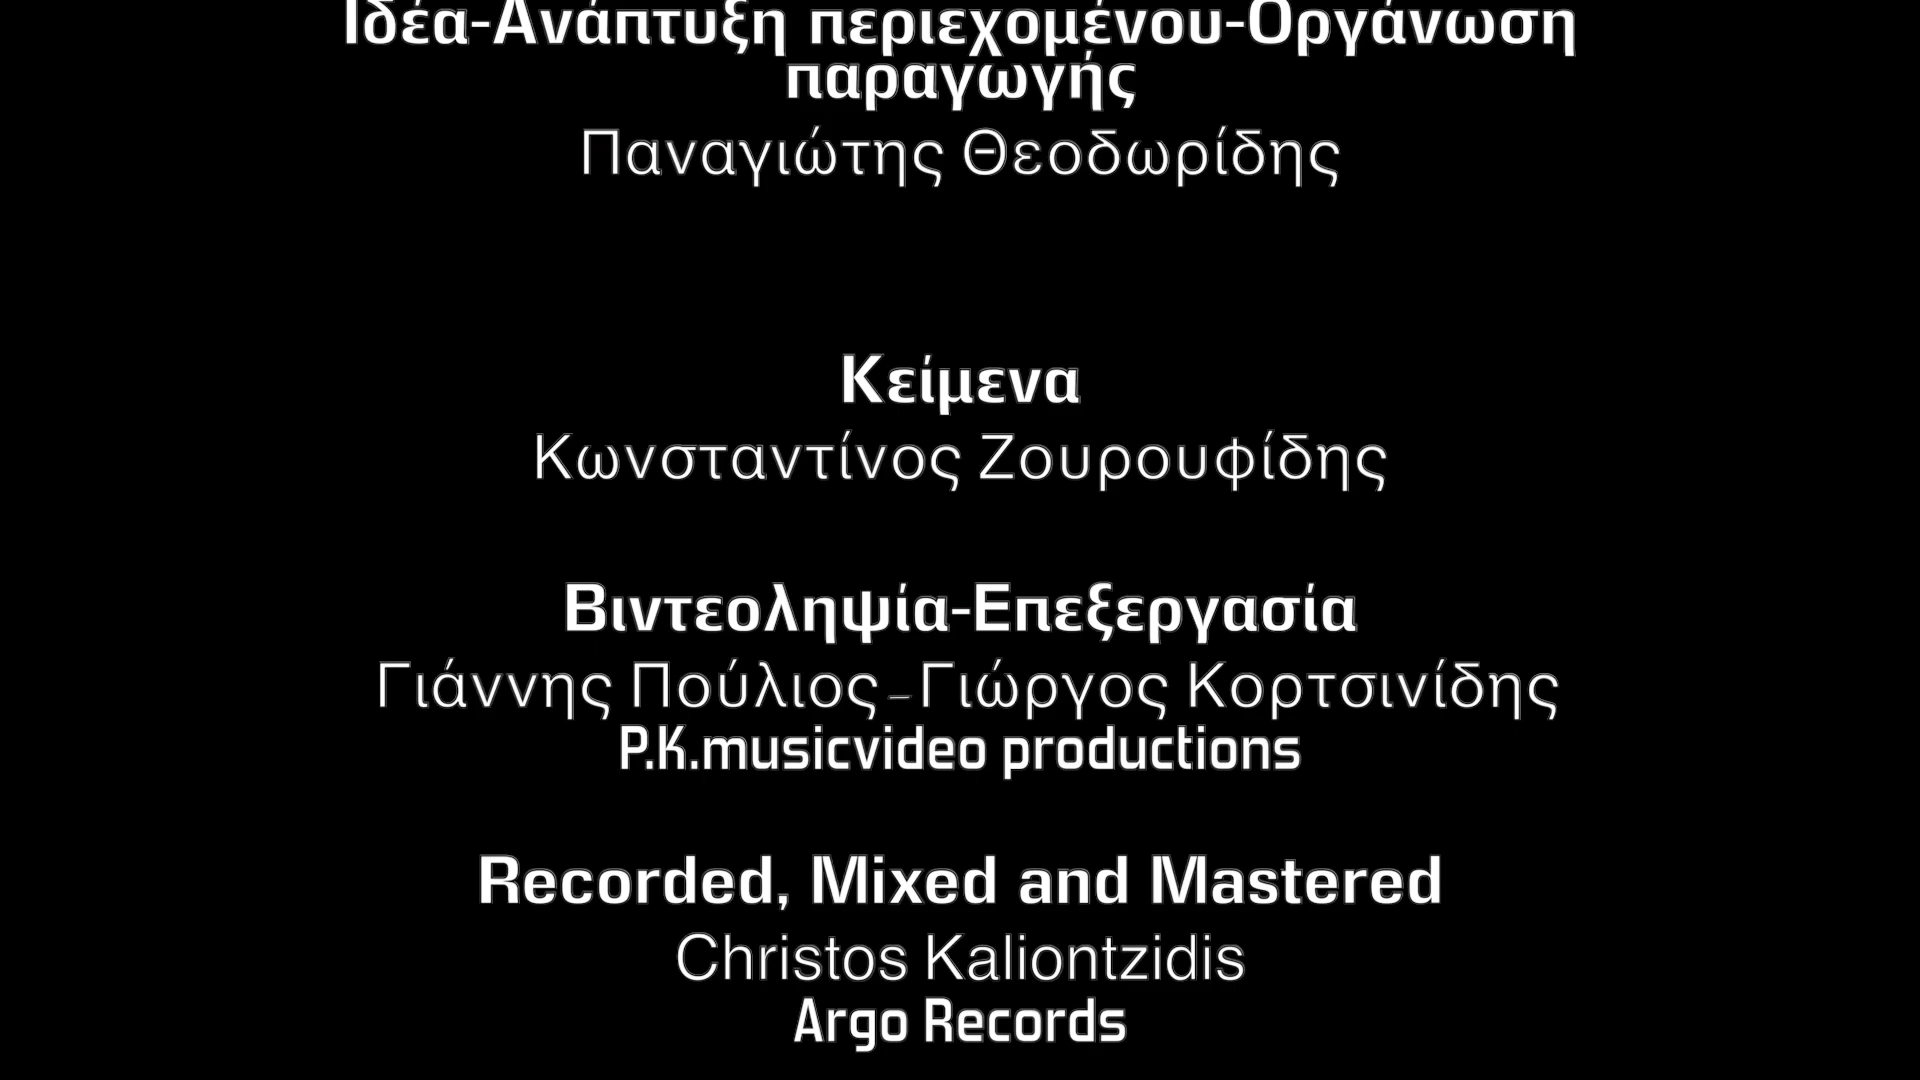 Ιδέα-Ανάπτυξη περιεχομένου-Οργάνωση
παραγωγής
Παναγιώτης Θεοδωρίδης
Κείμενα
Κωνσταντίνος Ζουρουφίδης
Βιντεοληψία-Επεξεργασία
Γιάννης Πούλιος-Γιώργος Κορτσινίδης
P.K.musicvideo productions
Recorded, Mixed and Mastered
Christos Kaliontzidis
Argo Records